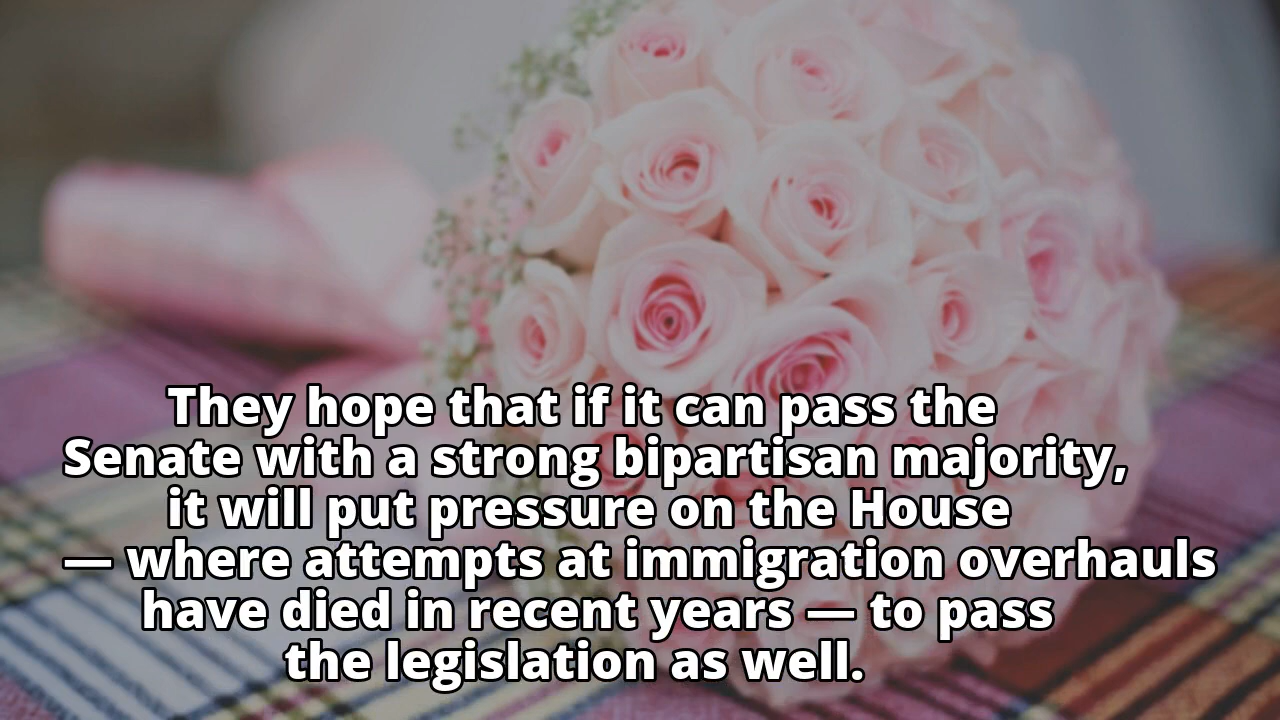 They hope that if it can pass the
Senate with a strong bipartisan majority,
it will put pressure on the House
— where attempts at immigration overhauls
have died in recent years — to pass
the legislation as well.